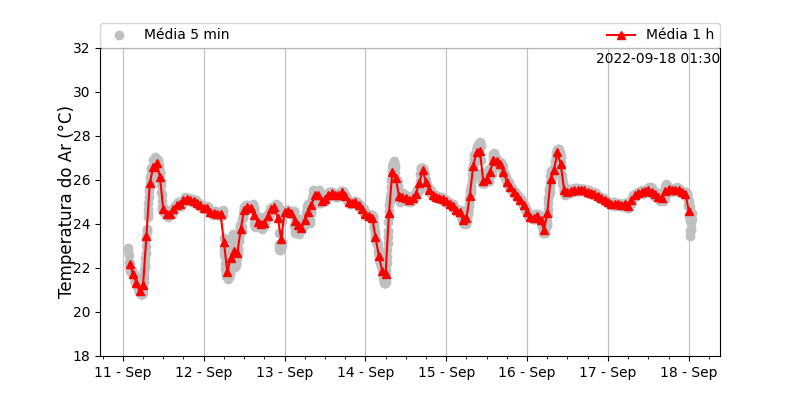 Média 5 min
Média 1 h
2022-09-18 01:30
Temperatura do Ar (°C)
32
30
28
26
24
22
20
18
11 - Sep
12 - Sep
13 - Sep
14 - Sep
15 - Sep
16 - Sep
17 - Sep
18 - Sep